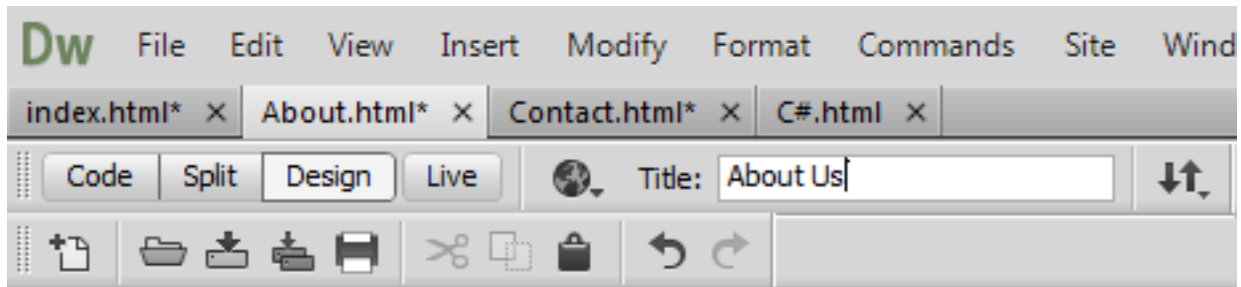 Dw File Edit View Insert Modify Format Commands Site Wind
index.html* × About.html* × Contact.html* × C#.html ×
Code Split Design Live Title: About Us